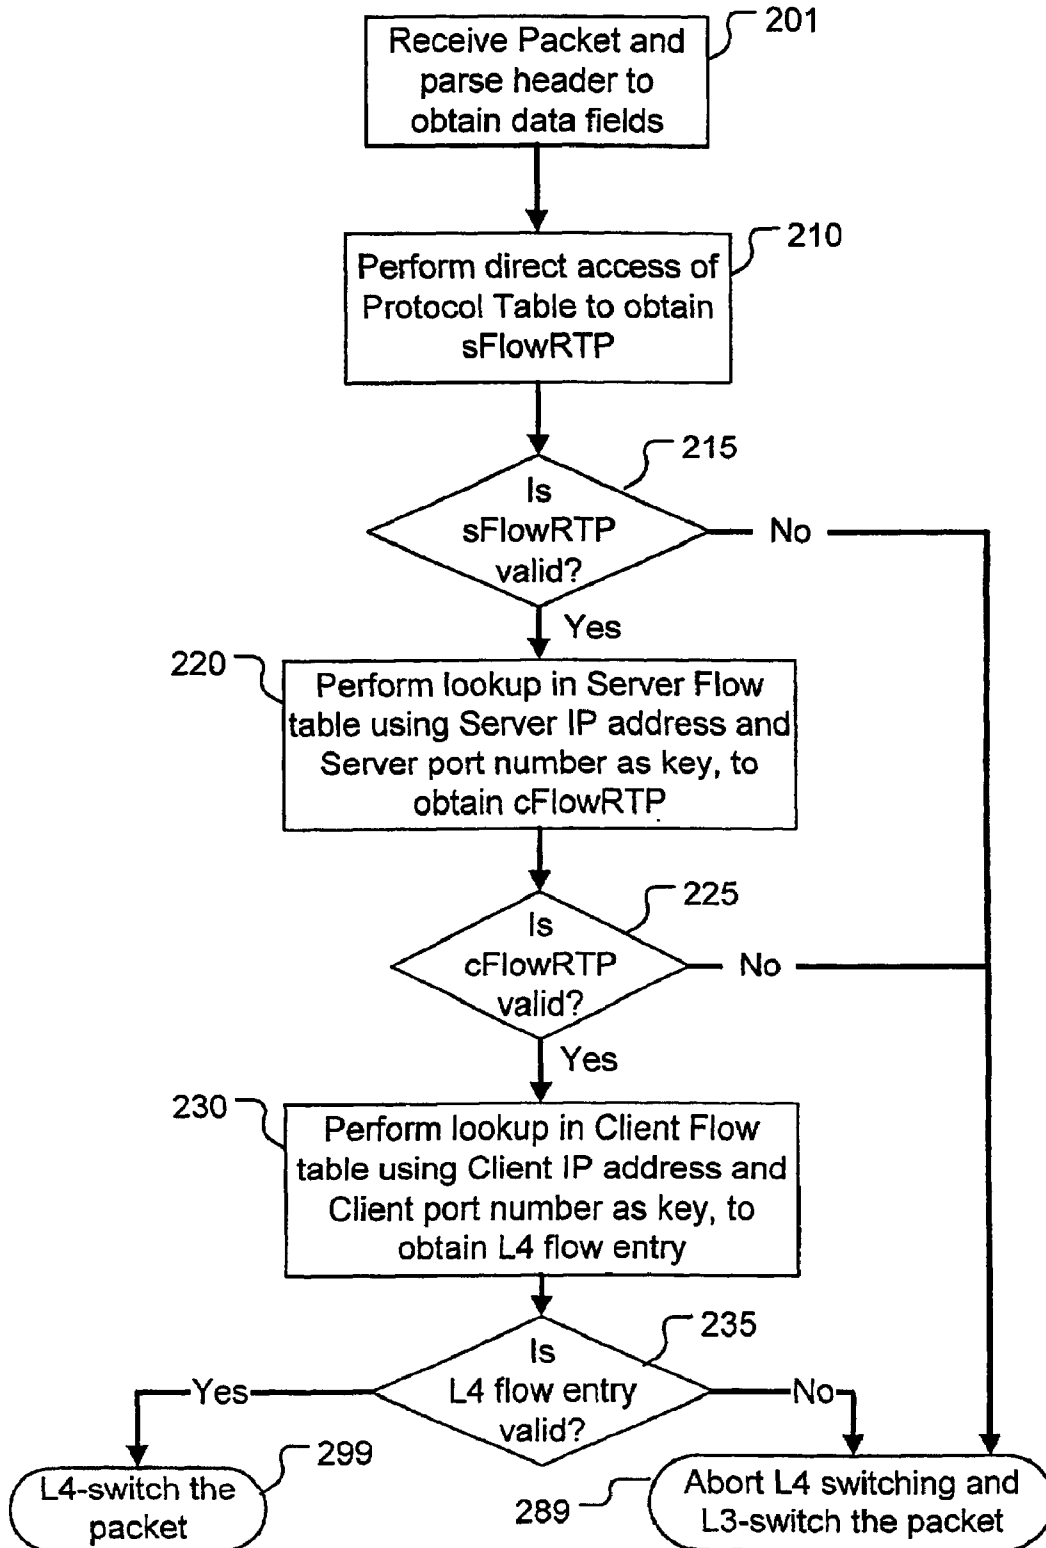 201
Receive Packet and
parse header to
obtain data fields
210
Perform direct access of
Protocol Table to obtain
sFlowRTP
215
Is
sFlowRTP
valid?
No
Yes
220
Perform lookup in Server Flow
table using Server IP address and
Server port number as key, to
obtain cFlowRTP
225
Is
cFlowRTP
valid?
No
Yes
230
Perform lookup in Client Flow
table using Client IP address and
Client port number as key, to
obtain L4 flow entry
235
Is
L4 flow entry
valid?
Yes
No
299
L4-switch the
packet
289
Abort L4 switching and
L3-switch the packet